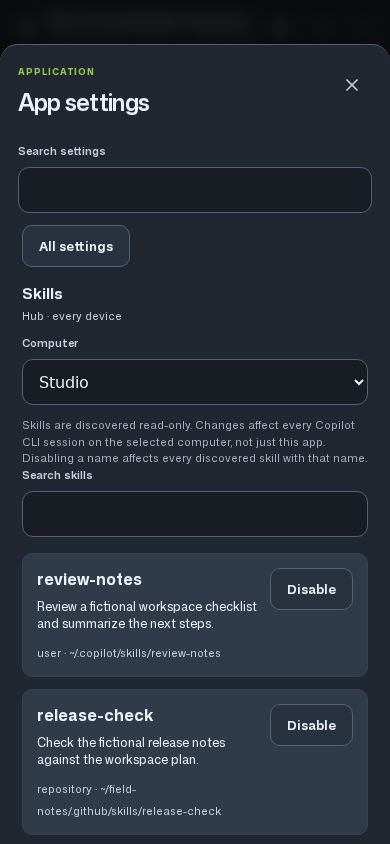 APPLICATION
App settings
Search settings
All settings
Skills
Hub · every device
Computer
Studio
Skills are discovered read-only. Changes affect every Copilot
CLI session on the selected computer, not just this app.
Disabling a name affects every discovered skill with that name.
Search skills
review-notes
Disable
Review a fictional workspace checklist
and summarize the next steps.
user · ~/.copilot/skills/review-notes
release-check
Disable
Check the fictional release notes
against the workspace plan.
repository · ~/field-
notes/.github/skills/release-check